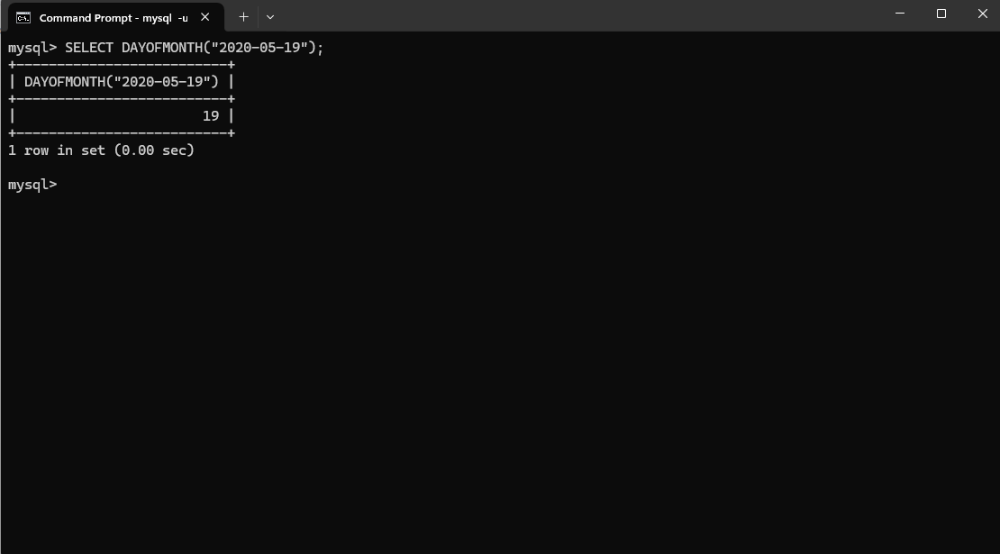 Command Prompt - mysql -u
mysql> SELECT DAYOFMONTH("2020-05-19");
+--------------------------+
| DAYOFMONTH("2020-05-19") |
+--------------------------+
|                       19 |
+--------------------------+
1 row in set (0.00 sec)
mysql>